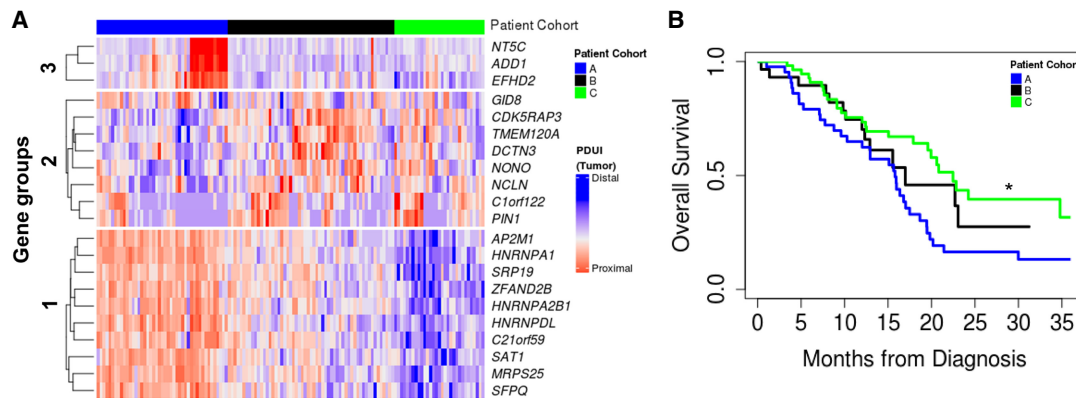 A
Patient Cohort
Gene groups
3
2
1
NT5C
ADD1
EFHD2
GID8
CDK5RAP3
TMEM120A
DCTN3
NONO
NCLN
C1orf122
PIN1
AP2M1
HNRNPA1
SRP19
ZFAND2B
HNRNPA2B1
HNRNPDL
C21orf59
SAT1
MRPS25
SFPQ
Patient Cohort
A
B
C
PDUI
(Tumor)
Distal
Proximal
B
Overall Survival
1.0
0.5
0.0
Patient Cohort
A
B
C
*
0 5 10 15 20 25 30 35
Months from Diagnosis